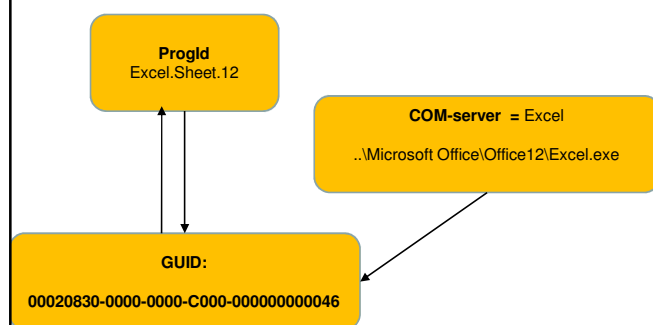 ProgId
Excel.Sheet.12
COM-server = Excel
..\Microsoft Office\Office12\Excel.exe
GUID:
00020830-0000-0000-C000-000000000046